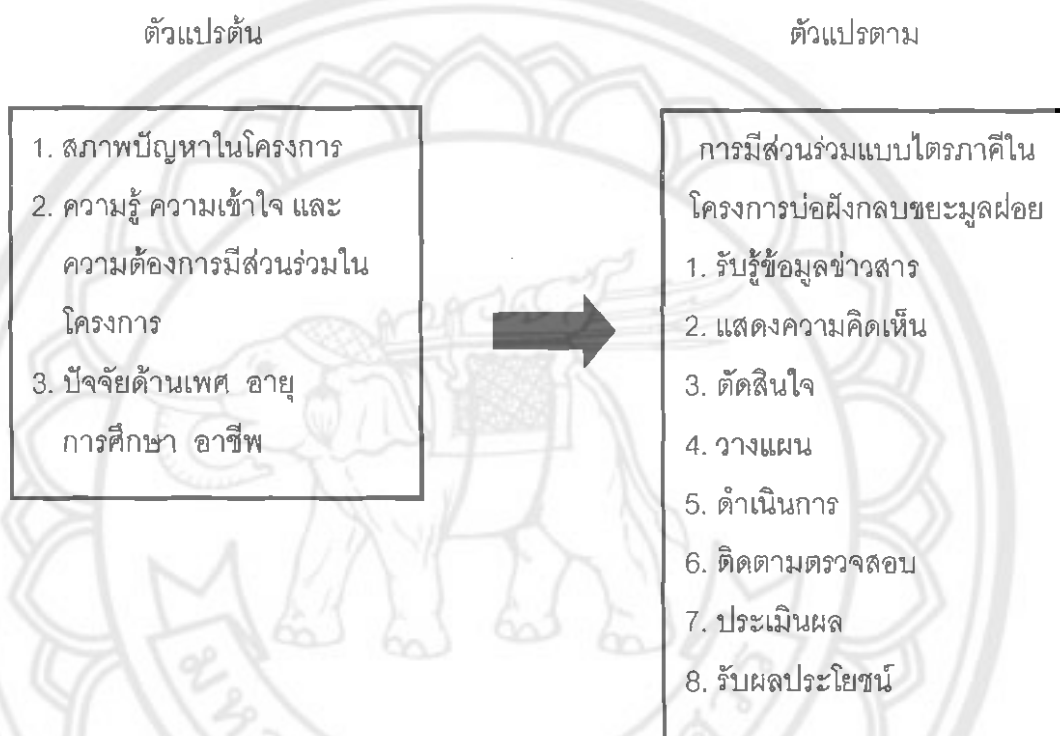 ตัวแปรต้น
ตัวแปรตาม
1. สภาพปัญหาในโครงการ
2. ความรู้ ความเข้าใจ และ
ความต้องการมีส่วนร่วมใน
โครงการ
3. ปัจจัยด้านเพศ อายุ
การศึกษา อาชีพ
การมีส่วนร่วมแบบไตรภาคีใน
โครงการบ่อฝังกลบขยะมูลฝอย
1. รับรู้ข้อมูลข่าวสาร
2. แสดงความคิดเห็น
3. ตัดสินใจ
4. วางแผน
5. ดำเนินการ
6. ติดตามตรวจสอบ
7. ประเมินผล
8. รับผลประโยชน์